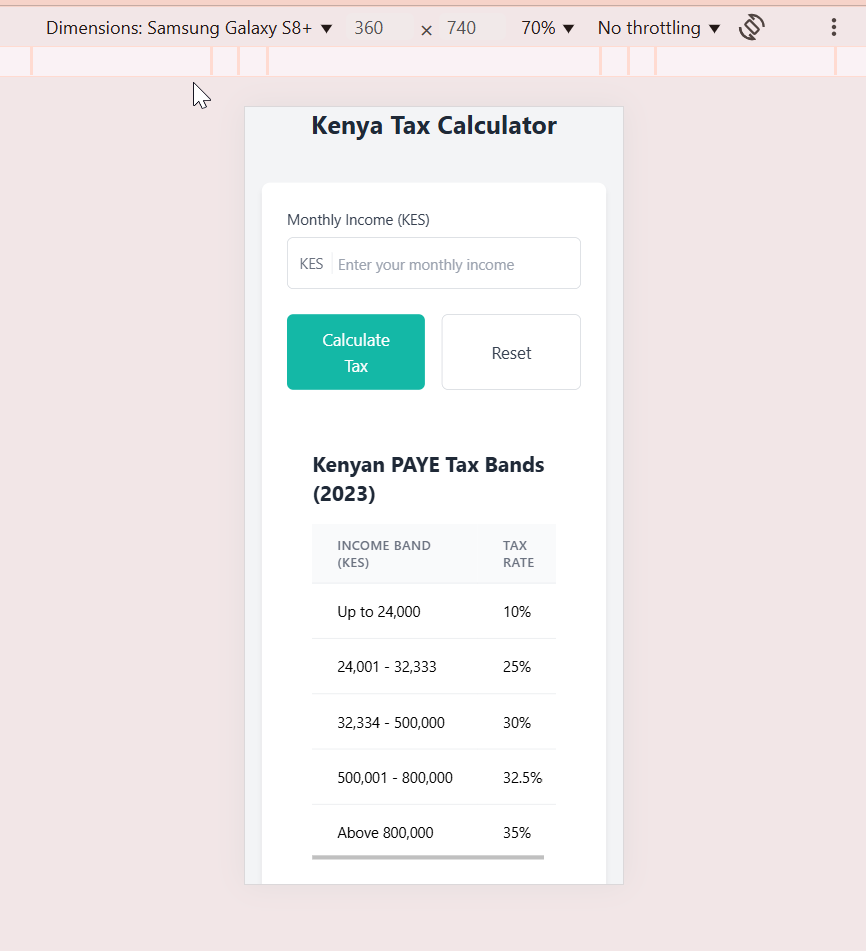 Dimensions: Samsung Galaxy S8+ ▼ 360 × 740 70% ▼ No throttling ▼
Kenya Tax Calculator
Monthly Income (KES)
KES Enter your monthly income
Calculate
Tax
Reset
Kenyan PAYE Tax Bands
(2023)
INCOME BAND
(KES)
TAX
RATE
Up to 24,000 10%
24,001 - 32,333 25%
32,334 - 500,000 30%
500,001 - 800,000 32.5%
Above 800,000 35%